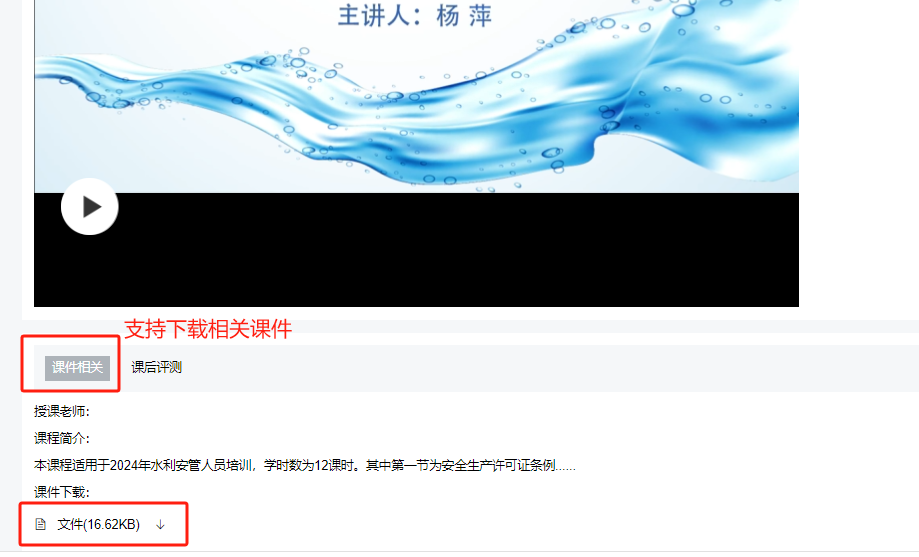 主讲人：杨 萍
支持下载相关课件
课件相关 课后评测
授课老师:
课程简介:
本课程适用于2024年水利安管人员培训，学时数为12课时。其中第一节为安全生产许可证条例......
课件下载:
文件(16.62KB) ↓